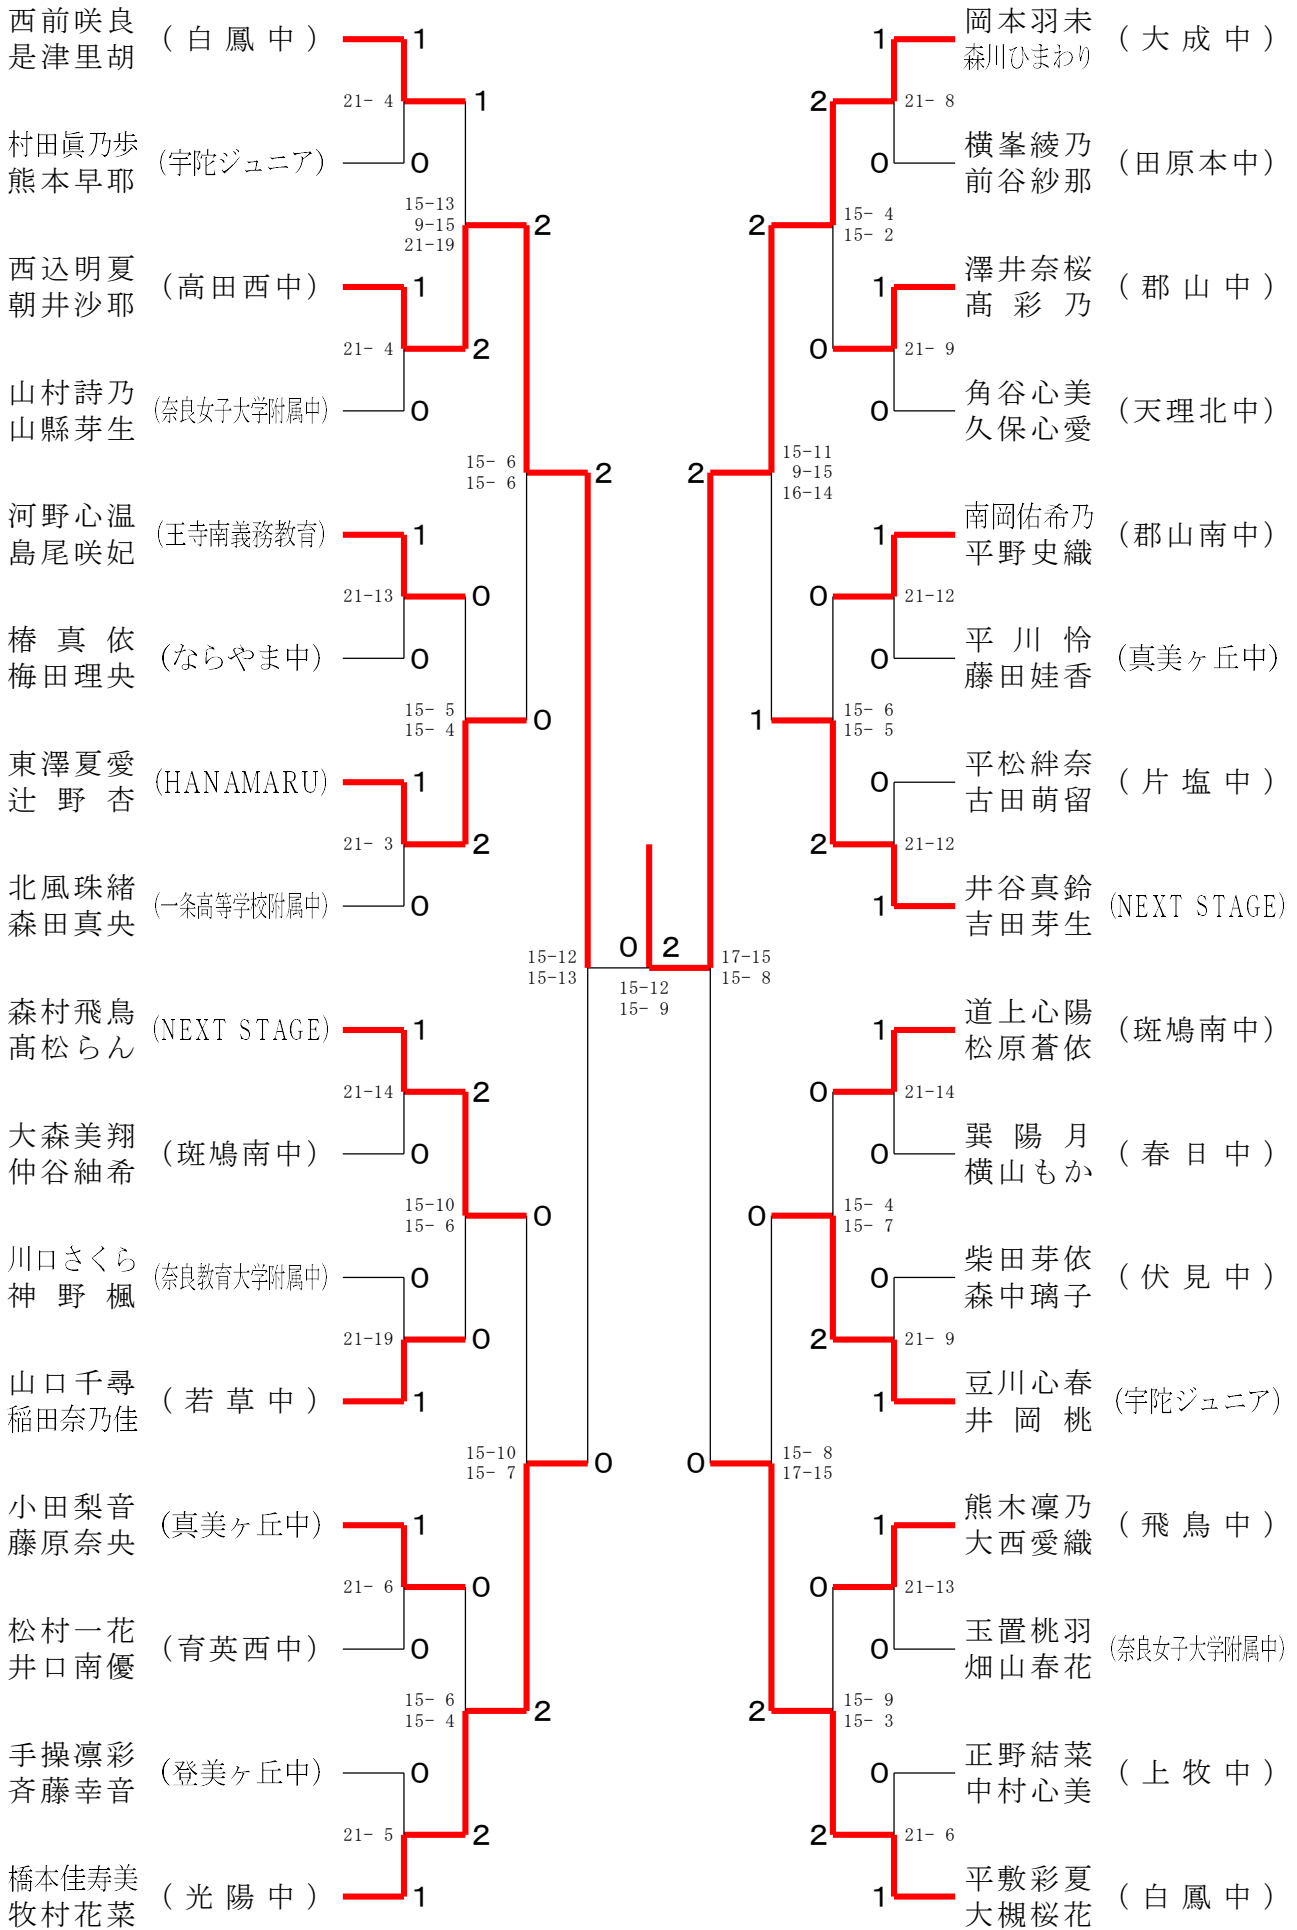 西前咲良
是津里胡
(白鳳中)
1
21- 4
1
村田眞乃歩
熊本早耶
(宇陀ジュニア)
0
15-13
9-15
21-19
2
西込明夏
朝井沙耶
(高田西中)
1
21- 4
2
山村詩乃
山縣芽生
(奈良女子大学附属中)
0
15- 6
15- 6
2
河野心温
島尾咲妃
(王寺南義務教育)
1
21-13
0
椿真依
梅田理央
(ならやま中)
0
15- 5
15- 4
0
東澤夏愛
辻野杏
(HANAMARU)
1
21- 3
2
北風珠緒
森田真央
(一条高等学校附属中)
0
15-12
15-13
0
2
15-12
15- 9
森村飛鳥
髙松らん
(NEXT STAGE)
1
21-14
2
大森美翔
仲谷紬希
(斑鳩南中)
0
15-10
15- 6
0
川口さくら
神野楓
(奈良教育大学附属中)
0
21-19
0
山口千尋
稲田奈乃佳
(若草中)
1
15-10
15- 7
0
小田梨音
藤原奈央
(真美ヶ丘中)
1
21- 6
0
松村一花
井口南優
(育英西中)
0
15- 6
15- 4
2
手操凛彩
斉藤幸音
(登美ヶ丘中)
0
21- 5
2
橋本佳寿美
牧村花菜
(光陽中)
1
岡本羽未
森川ひまわり
(大成中)
1
2
21- 8
横峯綾乃
前谷紗那
(田原本中)
0
2
15- 4
15- 2
澤井奈桜
髙彩乃
(郡山中)
1
0
21- 9
角谷心美
久保心愛
(天理北中)
0
2
15-11
9-15
16-14
南岡佑希乃
平野史織
(郡山南中)
1
0
21-12
平川怜
藤田娃香
(真美ヶ丘中)
0
1
15- 6
15- 5
平松絆奈
古田萌留
(片塩中)
0
2
21-12
井谷真鈴
吉田芽生
(NEXT STAGE)
1
17-15
15- 8
道上心陽
松原蒼依
(斑鳩南中)
1
0
21-14
巽陽月
横山もか
(春日中)
0
0
15- 4
15- 7
柴田芽依
森中璃子
(伏見中)
0
2
21- 9
豆川心春
井岡桃
(宇陀ジュニア)
1
0
15- 8
17-15
熊木凜乃
大西愛織
(飛鳥中)
1
0
21-13
玉置桃羽
畑山春花
(奈良女子大学附属中)
0
2
15- 9
15- 3
正野結菜
中村心美
(上牧中)
0
2
21- 6
平敷彩夏
大槻桜花
(白鳳中)
1